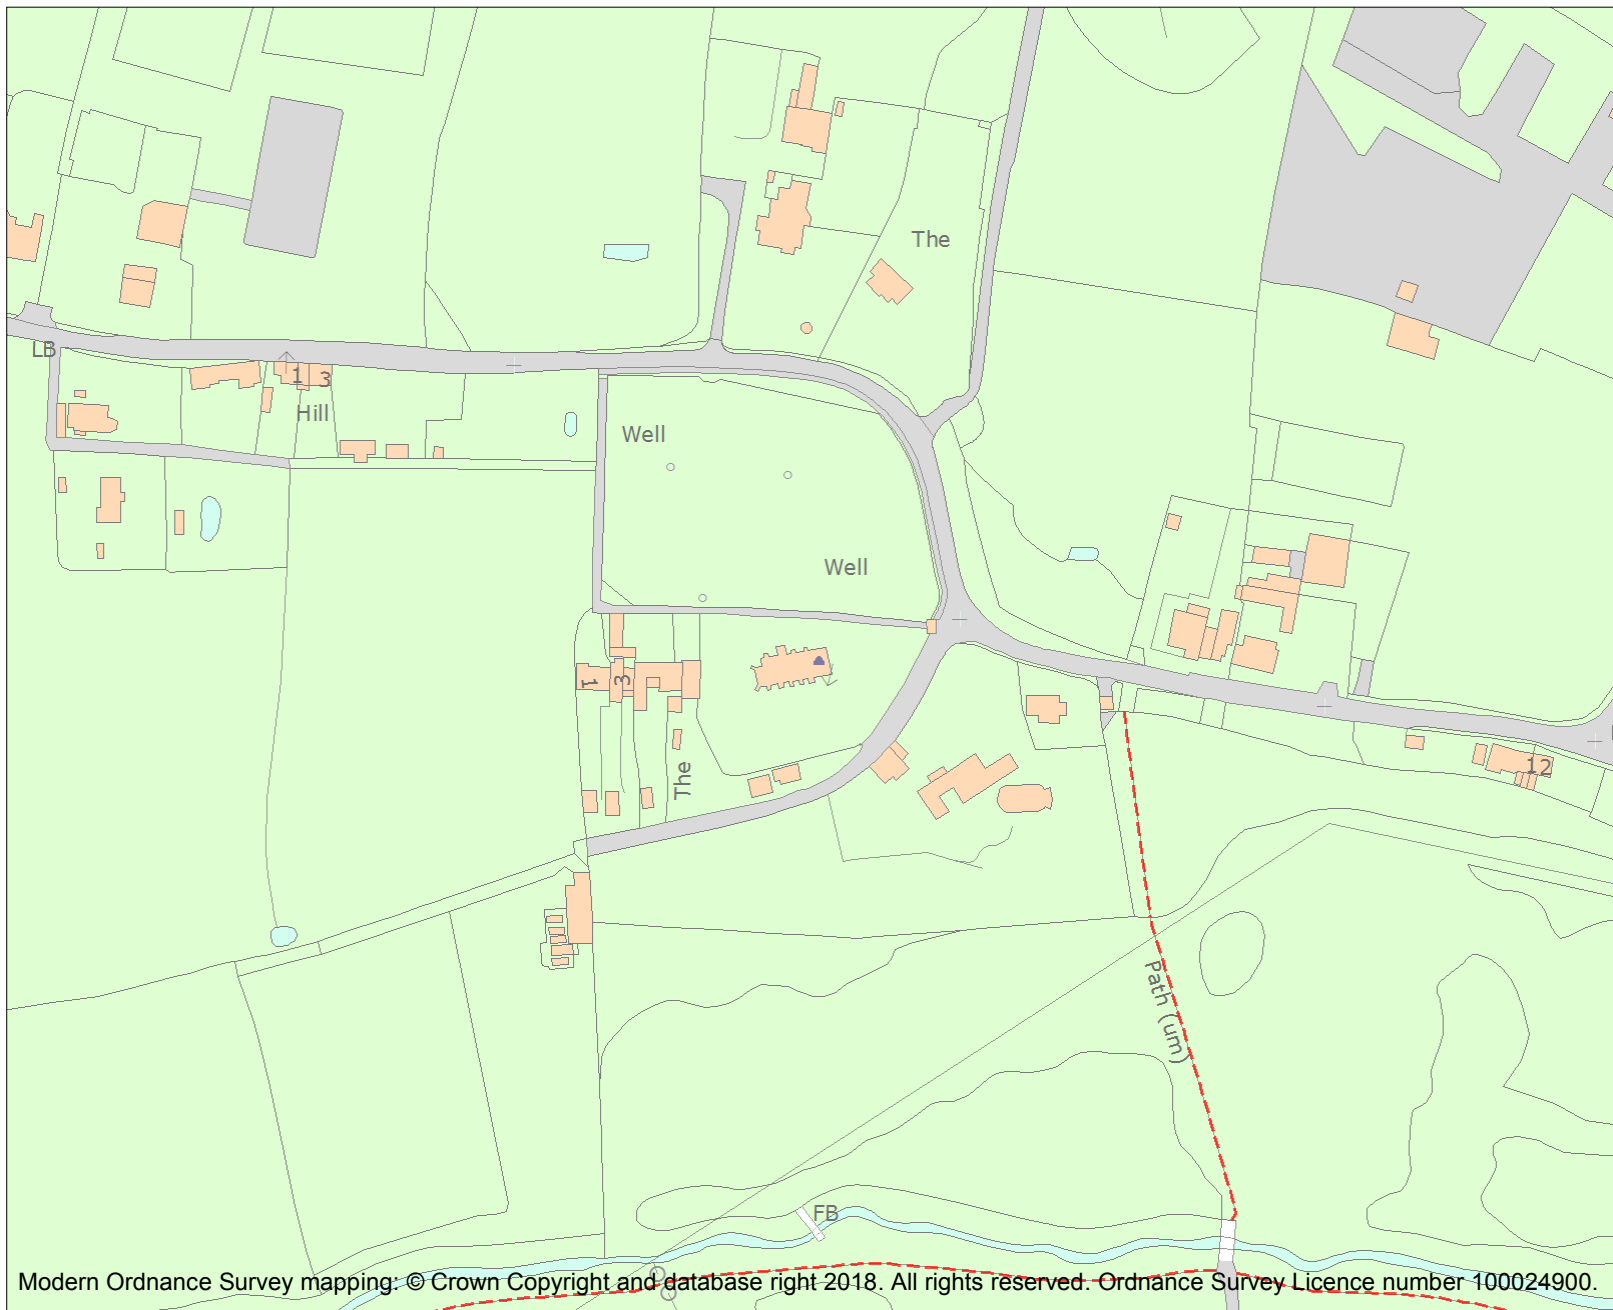 The
LB
1
3
Hill
Well
Well
1
3
The
12
Path (um)
FB
Modern Ordnance Survey mapping: © Crown Copyright and database right 2018. All rights reserved. Ordnance Survey Licence number 100024900.